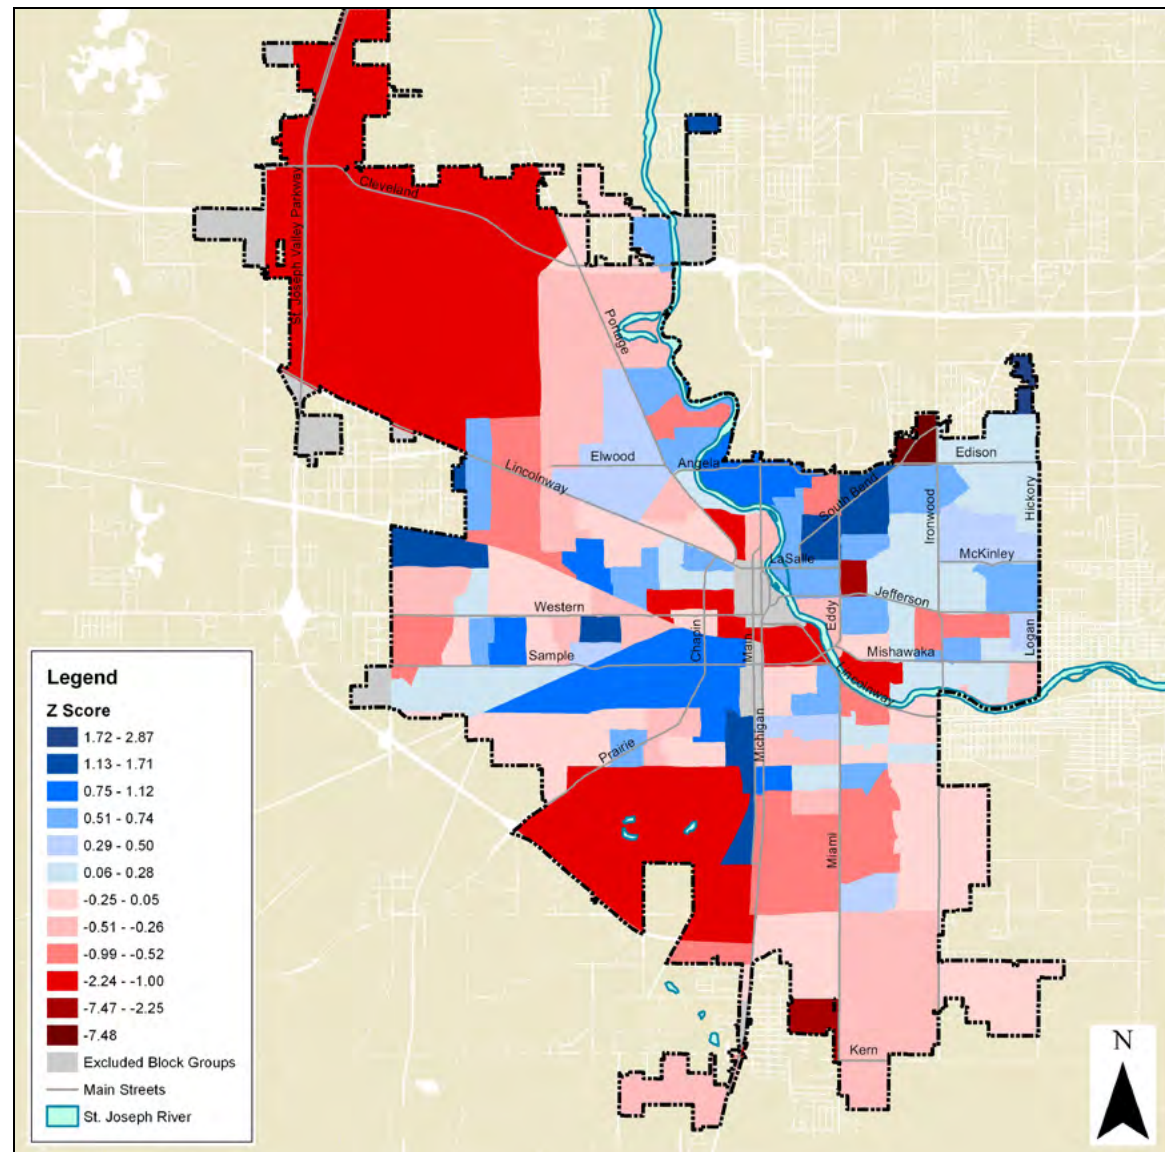 Cleveland
St. Joseph Valley Parkway
Portage
Elwood
Angela
Edison
Lincolnway
South Bend
Ironwood
Hickory
LaSalle
McKinley
Western
Chapin
Main
Eddy
Jefferson
Logan
Sample
Mishawaka
Lincolnway
Michigan
Prairie
Miami
Kern
Legend
Z Score
1.72 - 2.87
1.13 - 1.71
0.75 - 1.12
0.51 - 0.74
0.29 - 0.50
0.06 - 0.28
-0.25 - 0.05
-0.51 - -0.26
-0.99 - -0.52
-2.24 - -1.00
-7.47 - -2.25
-7.48
Excluded Block Groups
Main Streets
St. Joseph River
N